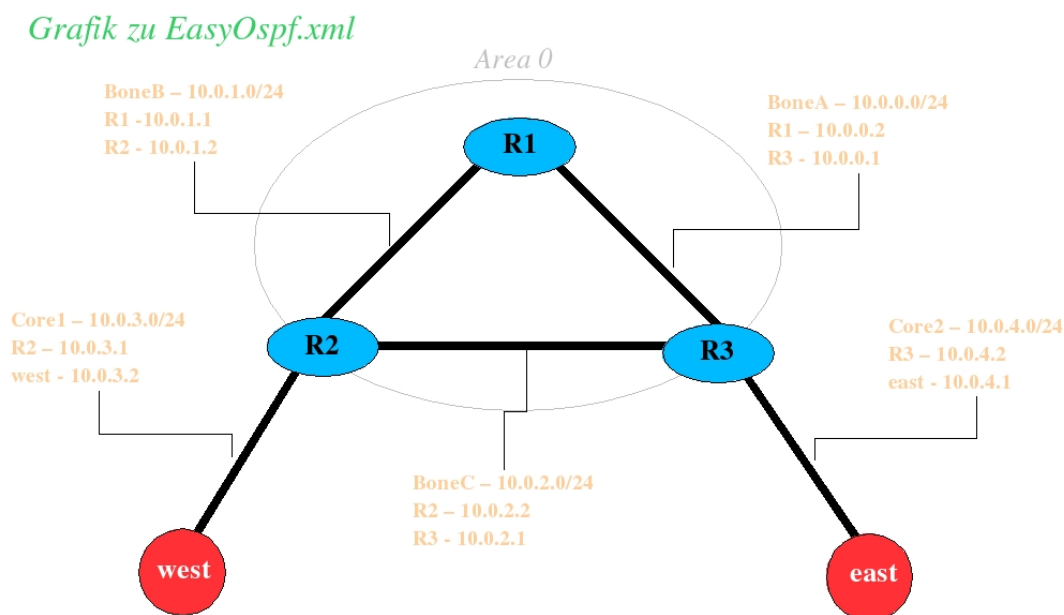 Grafik zu EasyOspf.xml
Area 0
BoneB – 10.0.1.0/24
R1 -10.0.1.1
R2 - 10.0.1.2
BoneA – 10.0.0.0/24
R1 – 10.0.0.2
R3 - 10.0.0.1
R1
Core1 – 10.0.3.0/24
R2 – 10.0.3.1
west - 10.0.3.2
R2
R3
Core2 – 10.0.4.0/24
R3 – 10.0.4.2
east - 10.0.4.1
BoneC – 10.0.2.0/24
R2 – 10.0.2.2
R3 - 10.0.2.1
west
east